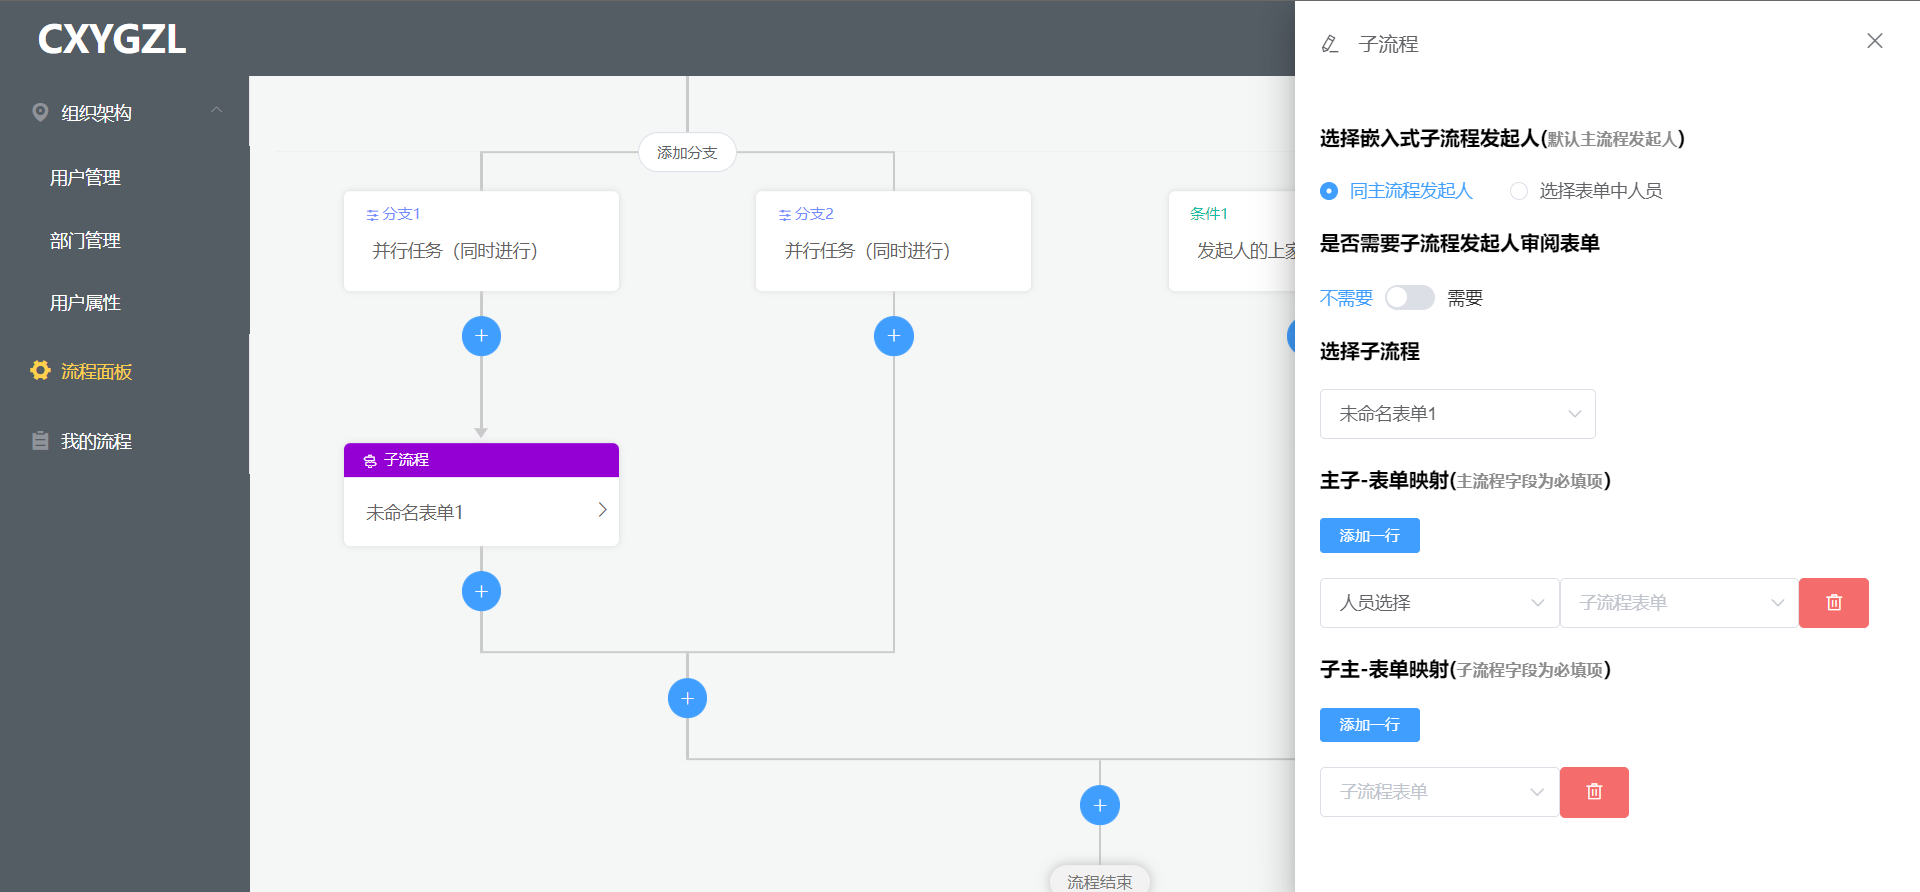 CXYGZL
组织架构
用户管理
部门管理
用户属性
流程面板
我的流程
添加分支
分支1
并行任务（同时进行）
分支2
并行任务（同时进行）
条件1
发起人的上家
子流程
未命名表单1
流程结束
子流程
选择嵌入式子流程发起人(默认主流程发起人)
同主流程发起人 选择表单中人员
是否需要子流程发起人审阅表单
不需要 需要
选择子流程
未命名表单1
主子-表单映射(主流程字段为必填项)
添加一行
人员选择 子流程表单
子主-表单映射(子流程字段为必填项)
添加一行
子流程表单